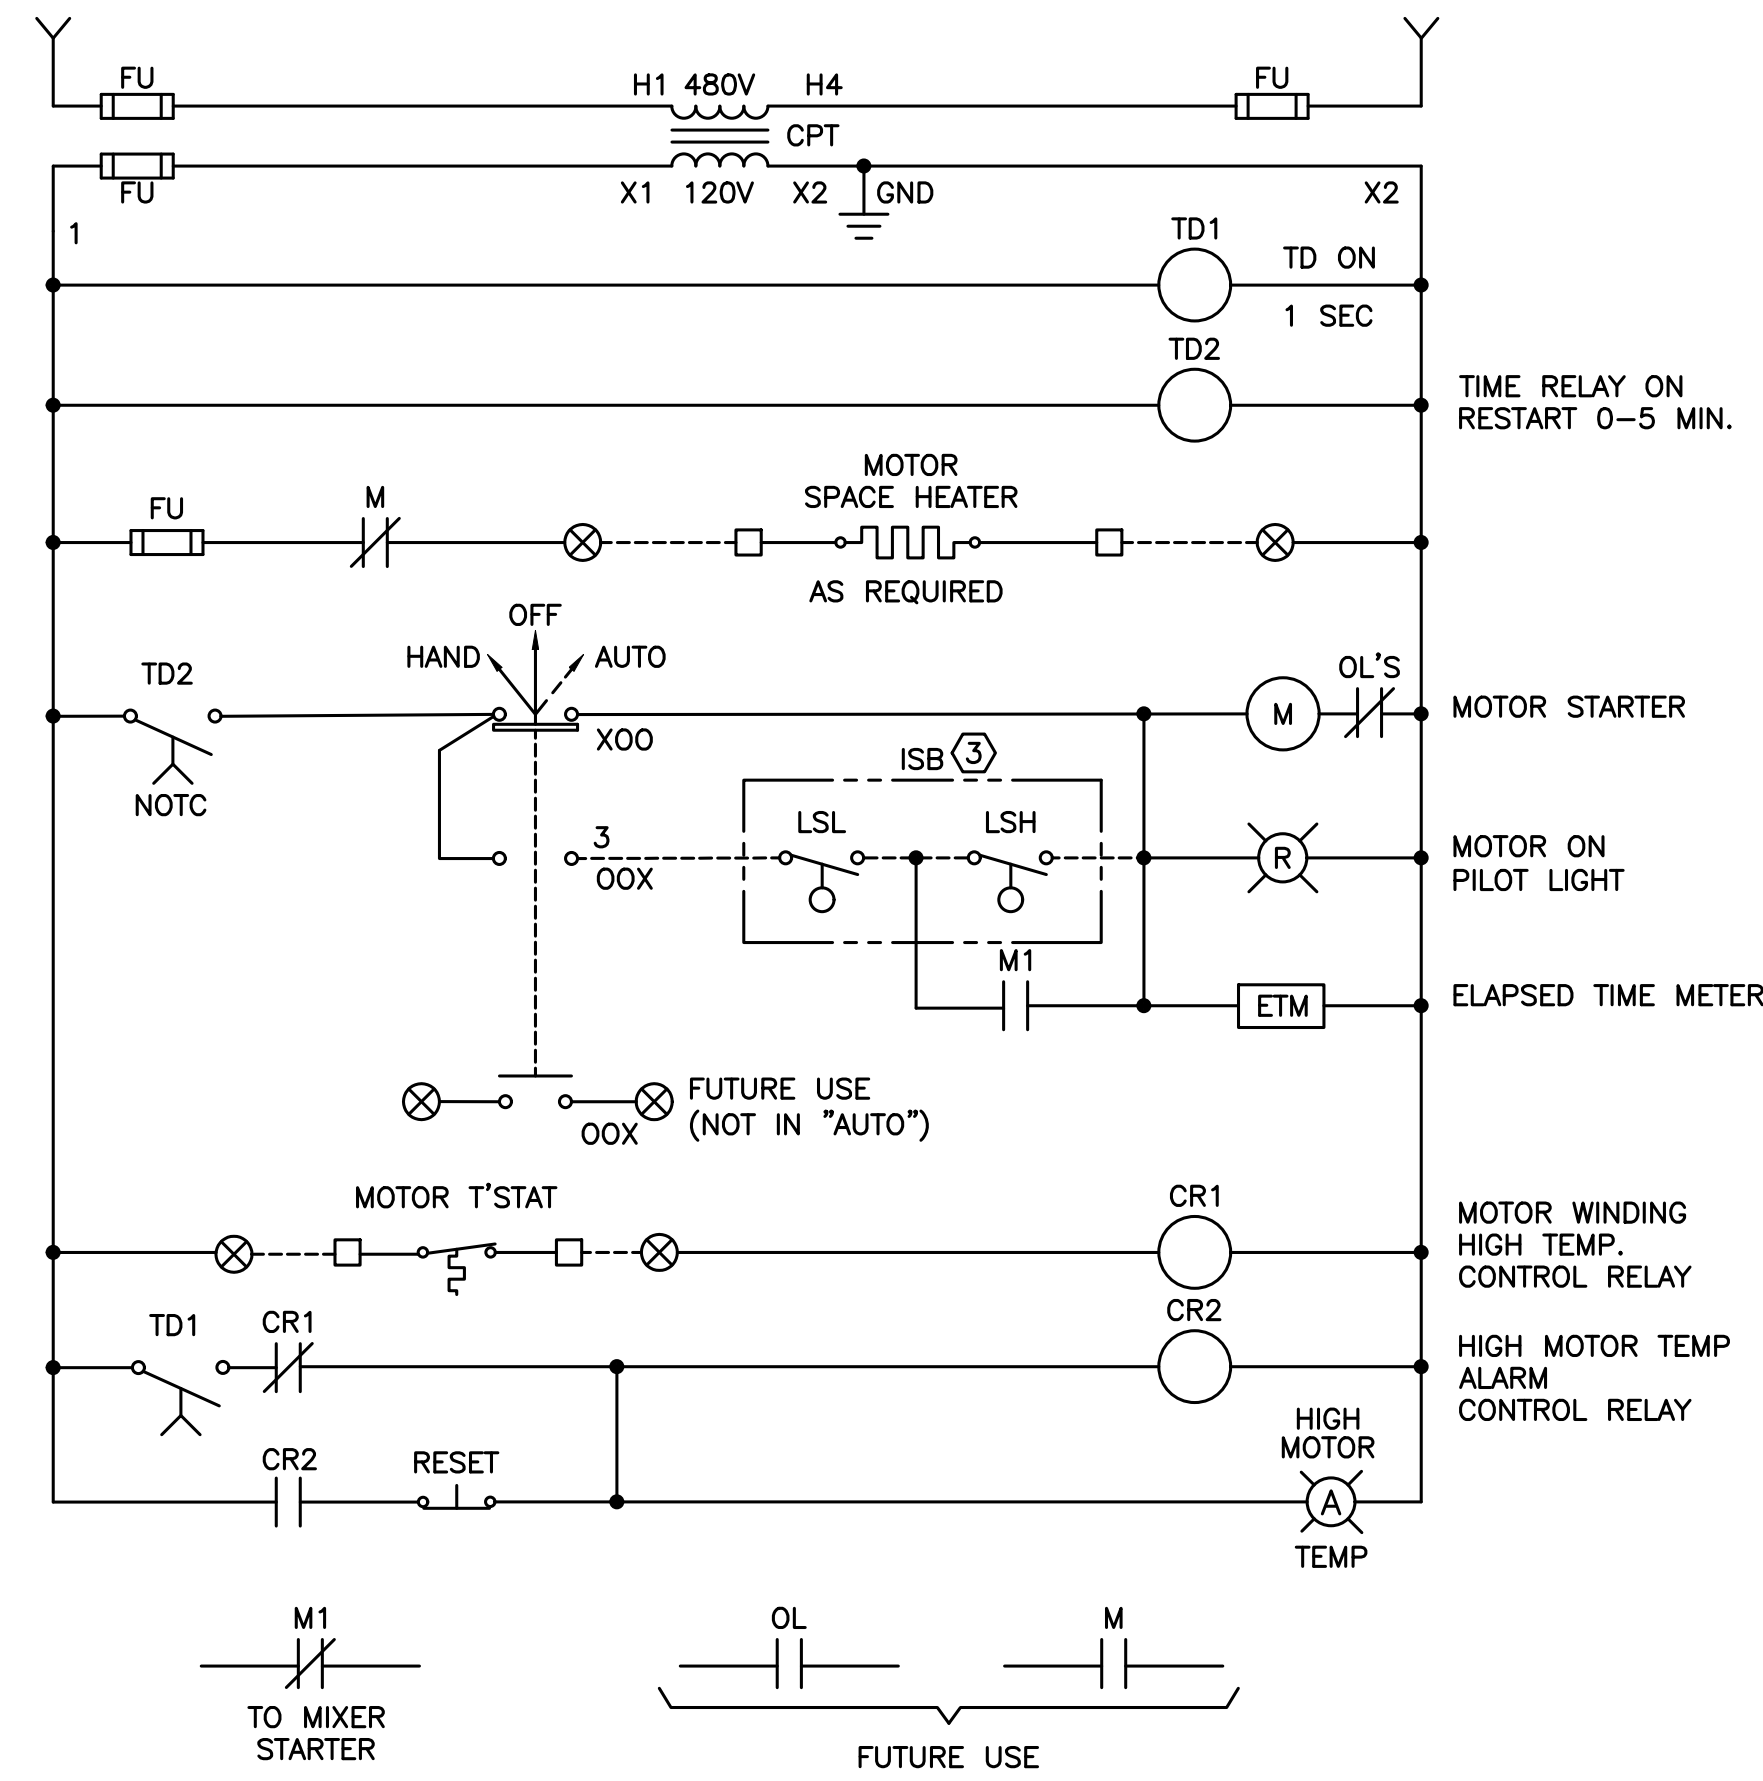 FU
H1 480V H4
FU
CPT
FU
X1 120V X2 GND X2
1
TD1
TD ON
1 SEC
TD2
TIME RELAY ON
RESTART 0-5 MIN.
FU
M
MOTOR
SPACE HEATER
AS REQUIRED
OFF
HAND AUTO
TD2
NOTC
XOO
OL'S
M
MOTOR STARTER
ISB 3
LSL LSH
3
OOX
R
MOTOR ON
PILOT LIGHT
M1
ETM
ELAPSED TIME METER
OOX
FUTURE USE
(NOT IN "AUTO")
MOTOR T'STAT
CR1
MOTOR WINDING
HIGH TEMP.
CONTROL RELAY
TD1 CR1
CR2
HIGH MOTOR TEMP
ALARM
CONTROL RELAY
CR2 RESET
HIGH
MOTOR
A
TEMP
M1
TO MIXER
STARTER
OL M
FUTURE USE